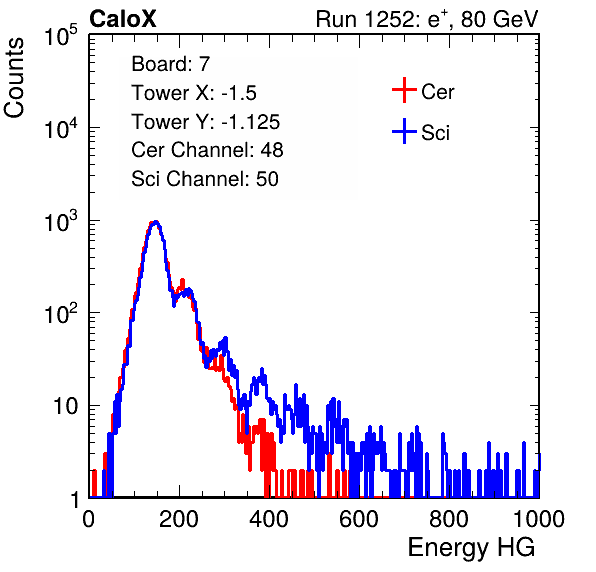 CaloX Run 1252: e⁺, 80 GeV
Counts
Board: 7
Tower X: -1.5
Tower Y: -1.125
Cer Channel: 48
Sci Channel: 50
Cer
Sci
10⁵
10⁴
10³
10²
10
1
0 200 400 600 800 1000
Energy HG